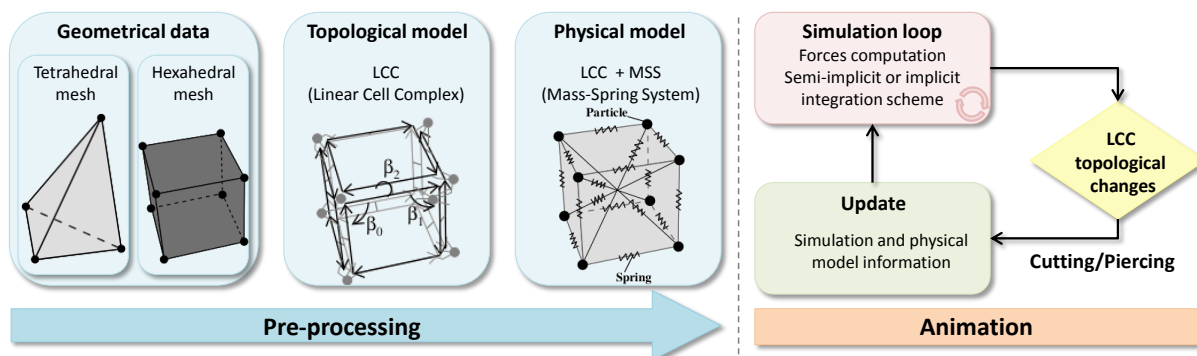 Geometrical data
Tetrahedral
mesh
Hexahedral
mesh
Topological model
LCC
(Linear Cell Complex)
β2
β1
β0
Physical model
LCC + MSS
(Mass-Spring System)
Particle
Spring
Pre-processing
Simulation loop
Forces computation
Semi-implicit or implicit
integration scheme
LCC
topological
changes
Update
Simulation and physical
model information
Cutting/Piercing
Animation